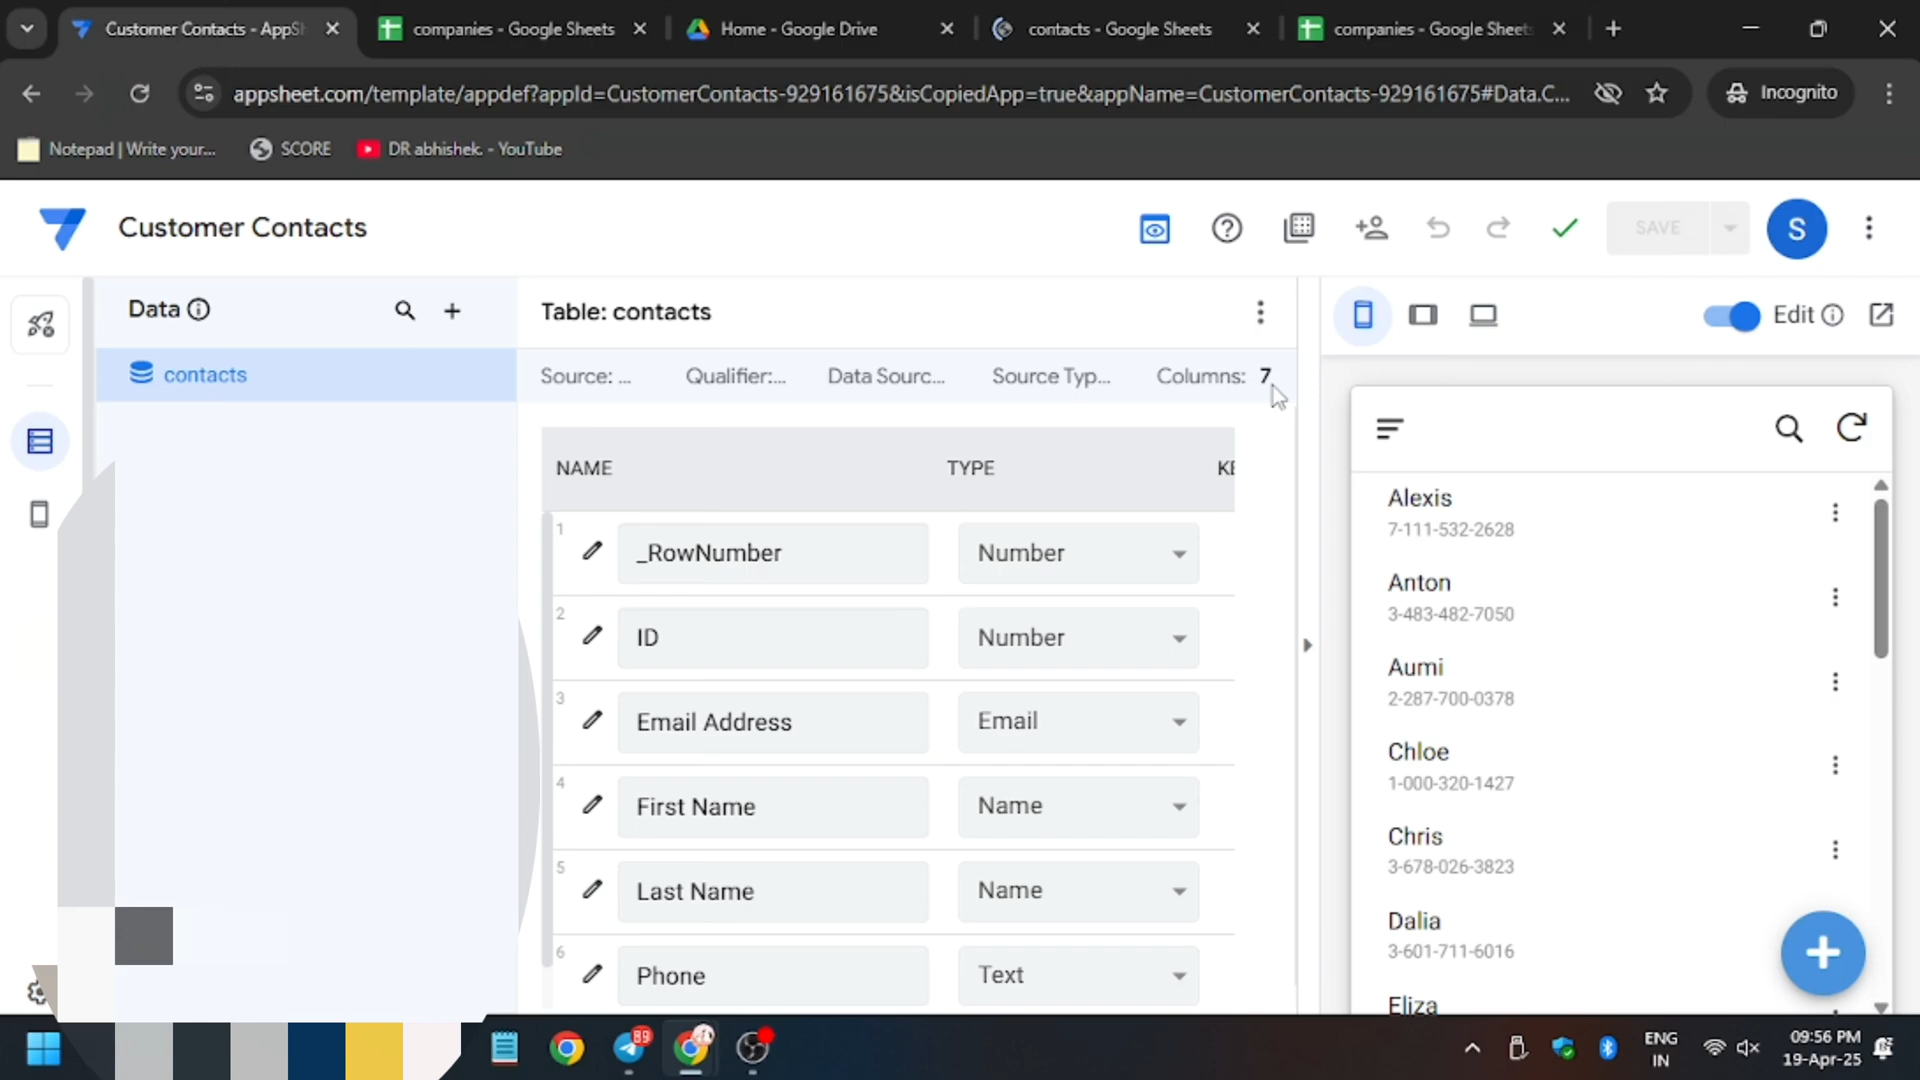 Customer Contacts - AppSh
companies - Google Sheets
Home - Google Drive
contacts - Google Sheets
companies - Google Sheets
appsheet.com/template/appdef?appId=CustomerContacts-929161675&isCopiedApp=true&appName=CustomerContacts-929161675#Data.C...
Incognito
Notepad | Write your...
SCORE
DR abhishek. - YouTube
Customer Contacts
SAVE
S
Data
contacts
Table: contacts
Source: ...
Qualifier:...
Data Sourc...
Source Typ...
Columns: 7
NAME
TYPE
KE
1
_RowNumber
Number
2
ID
Number
3
Email Address
Email
4
First Name
Name
5
Last Name
Name
6
Phone
Text
Edit
Alexis
7-111-532-2628
Anton
3-483-482-7050
Aumi
2-287-700-0378
Chloe
1-000-320-1427
Chris
3-678-026-3823
Dalia
3-601-711-6016
Eliza
89
ENG
IN
09:56 PM
19-Apr-25